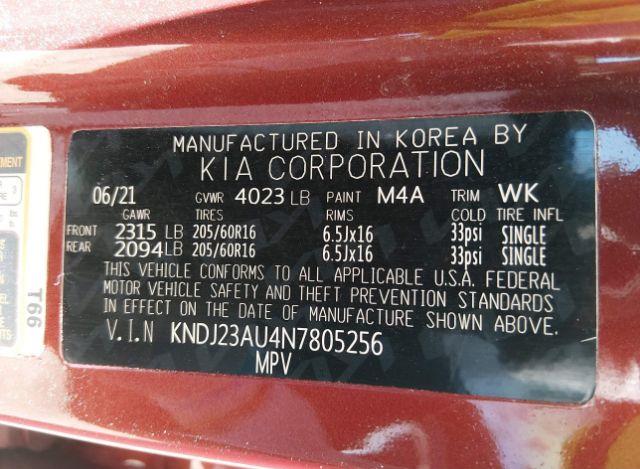 MANUFACTURED IN KOREA BY
KIA CORPORATION
06/21 GVWR 4023 LB PAINT M4A TRIM WK
GAWR TIRES RIMS COLD TIRE INFL
FRONT 2315 LB 205/60R16 6.5Jx16 33psi SINGLE
REAR 2094 LB 205/60R16 6.5Jx16 33psi SINGLE
THIS VEHICLE CONFORMS TO ALL APPLICABLE U.S.A. FEDERAL
MOTOR VEHICLE SAFETY AND THEFT PREVENTION STANDARDS
IN EFFECT ON THE DATE OF MANUFACTURE SHOWN ABOVE
V.I.N KNDJ23AU4N7805256
MPV
T66